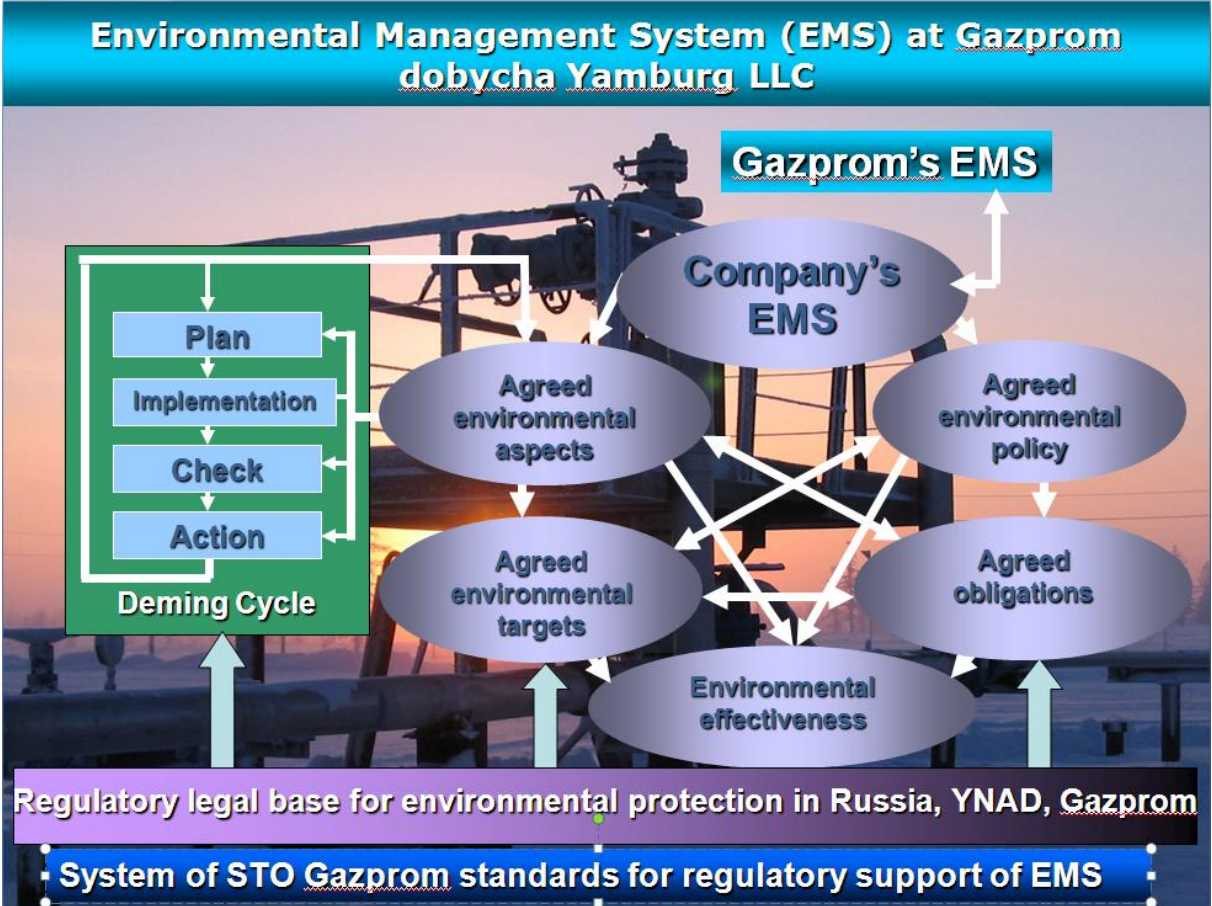 Environmental Management System (EMS) at Gazprom
dobycha Yamburg LLC
Gazprom's EMS
Company's
EMS
Plan
Implementation
Check
Action
Deming Cycle
Agreed
environmental
aspects
Agreed
environmental
policy
Agreed
environmental
targets
Agreed
obligations
Environmental
effectiveness
Regulatory legal base for environmental protection in Russia, YNAD, Gazprom
System of STO Gazprom standards for regulatory support of EMS